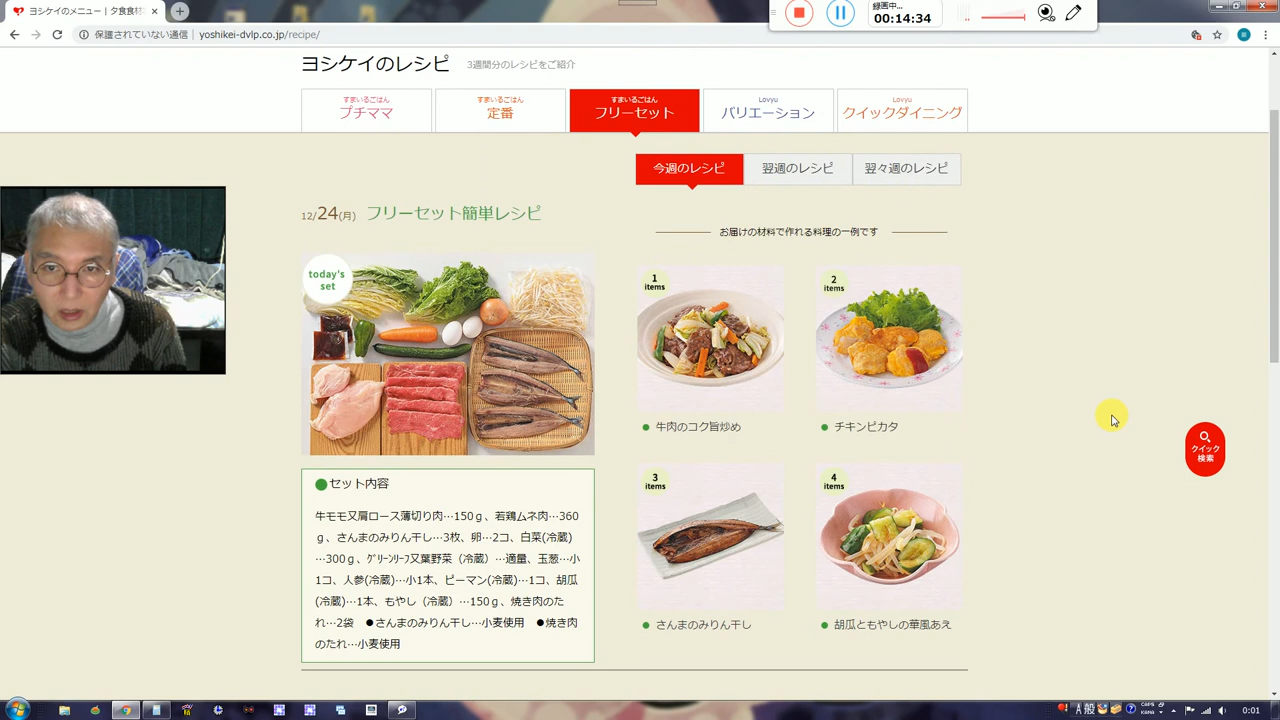 ヨシケイのメニュー | 夕食食材
録画中...
00:14:34
保護されていない通信 | yoshikei-dvlp.co.jp/recipe/
ヨシケイのレシピ
3週間分のレシピをご紹介
すまいるごはん
プチママ
すまいるごはん
定番
すまいるごはん
フリーセット
Lovyu
バリエーション
Lovyu
クイックダイニング
今週のレシピ
翌週のレシピ
翌々週のレシピ
12/24(月) フリーセット簡単レシピ
お届けの材料で作れる料理の一例です
today's
set
1
items
牛肉のコク旨炒め
2
items
チキンピカタ
3
items
さんまのみりん干し
4
items
胡瓜ともやしの華風あえ
クイック
検索
セット内容
牛モモ又肩ロース薄切り肉…150ｇ、若鶏ムネ肉…360
ｇ、さんまのみりん干し…3枚、卵…2コ、白菜(冷蔵)
…300ｇ、ｸﾞﾘｰﾝﾘｰﾌ又葉野菜（冷蔵）…適量、玉葱…小
1コ、人参(冷蔵)…小1本、ピーマン(冷蔵)…1コ、胡瓜
(冷蔵)…1本、もやし（冷蔵）…150ｇ、焼き肉のた
れ…2袋　●さんまのみりん干し…小麦使用　●焼き肉
のたれ…小麦使用
A 般
CAPS
KANA
0:01